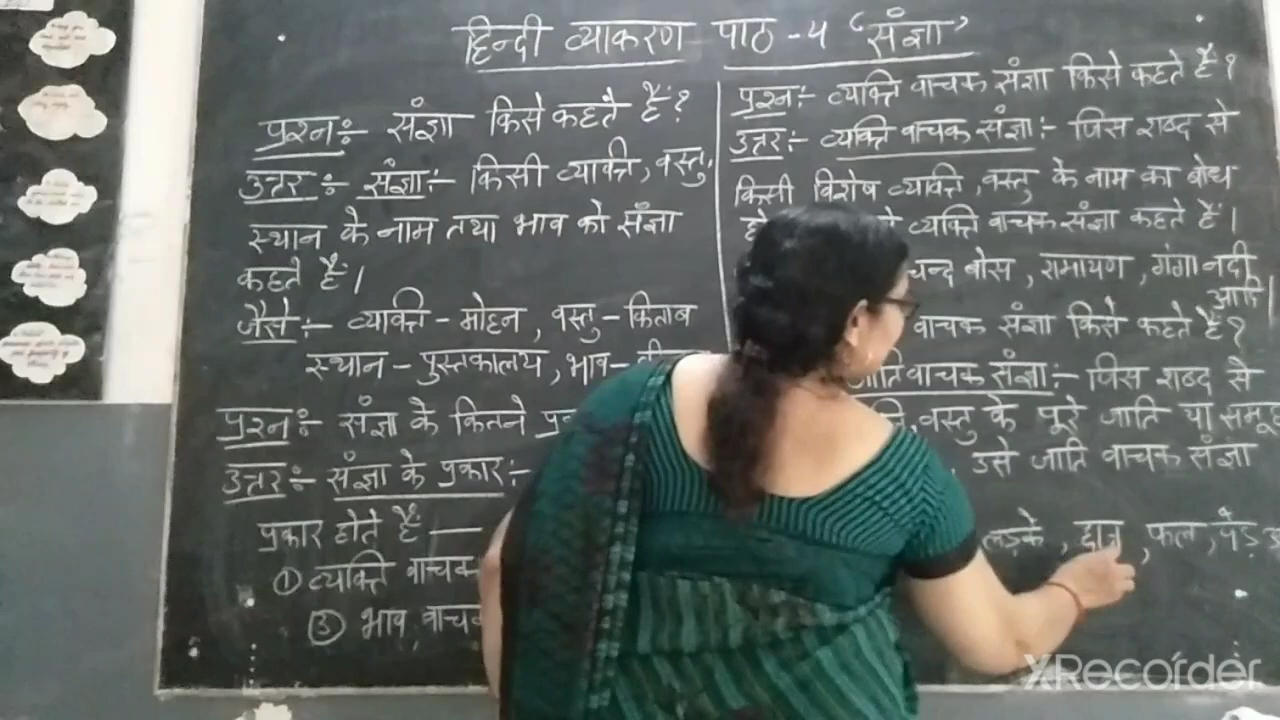 हिन्दी व्याकरण पाठ - ५ 'संज्ञा'
प्रश्नः- संज्ञा किसे कहते हैं?
उत्तरः- संज्ञाः- किसी व्यक्ति, वस्तु,
स्थान के नाम तथा भाव को संज्ञा
कहते हैं।
जैसेः- व्यक्ति - मोहन, वस्तु - किताब
स्थान - पुस्तकालय, भाव -
प्रश्नः- संज्ञा के कितने
उत्तरः- संज्ञा के प्रकारः-
प्रकार होते हैं —
① व्यक्ति वाचक
③ भाव वाचक
प्रश्नः- व्यक्ति वाचक संज्ञा किसे कहते हैं?
उत्तरः- व्यक्ति वाचक संज्ञाः- जिस शब्द से
किसी विशेष व्यक्ति, वस्तु के नाम का बोध
व्यक्ति वाचक संज्ञा कहते हैं।
चन्द बोस, रामायण, गंगा नदी
आदि।
वाचक संज्ञा किसे कहते हैं?
जातिवाचक संज्ञाः- जिस शब्द से
, वस्तु के पूरे जाति या समूह
उसे जाति वाचक संज्ञा
लड़के, छात्र, फल, पेड़
XRecorder